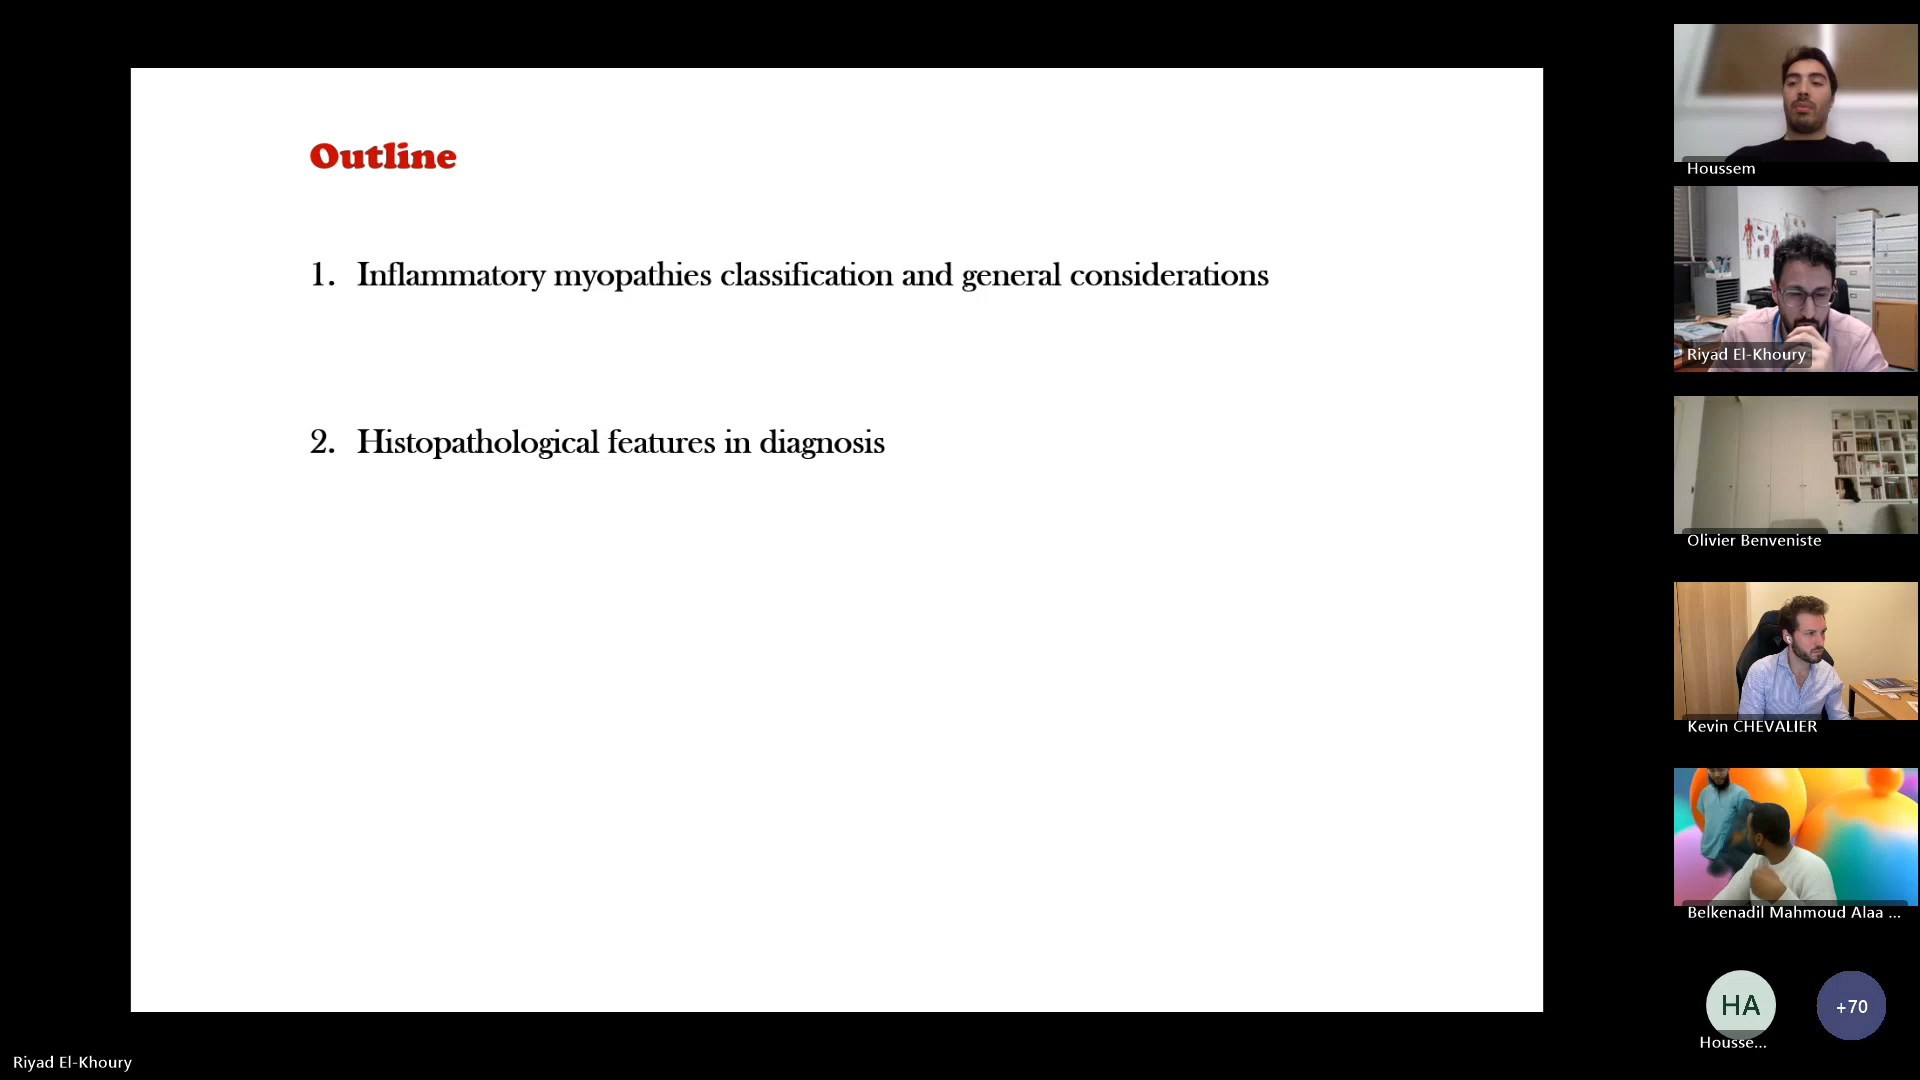 Outline
1. Inflammatory myopathies classification and general considerations
2. Histopathological features in diagnosis
Houssem
Riyad El-Khoury
Olivier Benveniste
Kevin CHEVALIER
Belkenadil Mahmoud Alaa ...
HA
Housse...
+70
Riyad El-Khoury